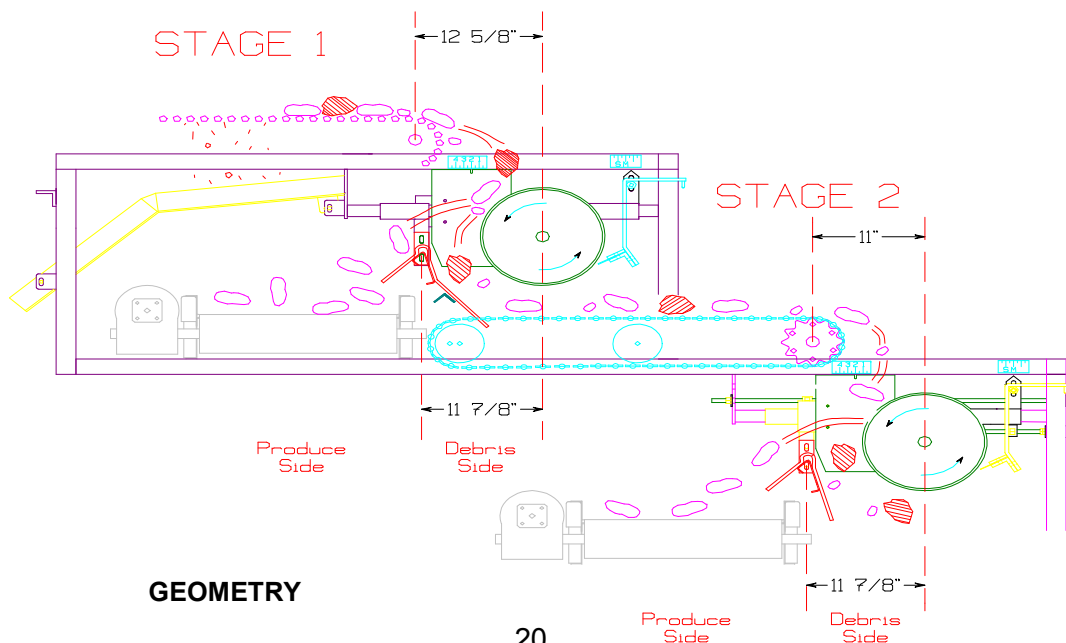 12 5/8"
STAGE 1
STAGE 2
11"
11 7/8"
Produce
Side
Debris
Side
11 7/8"
GEOMETRY
Produce
Side
Debris
Side
20